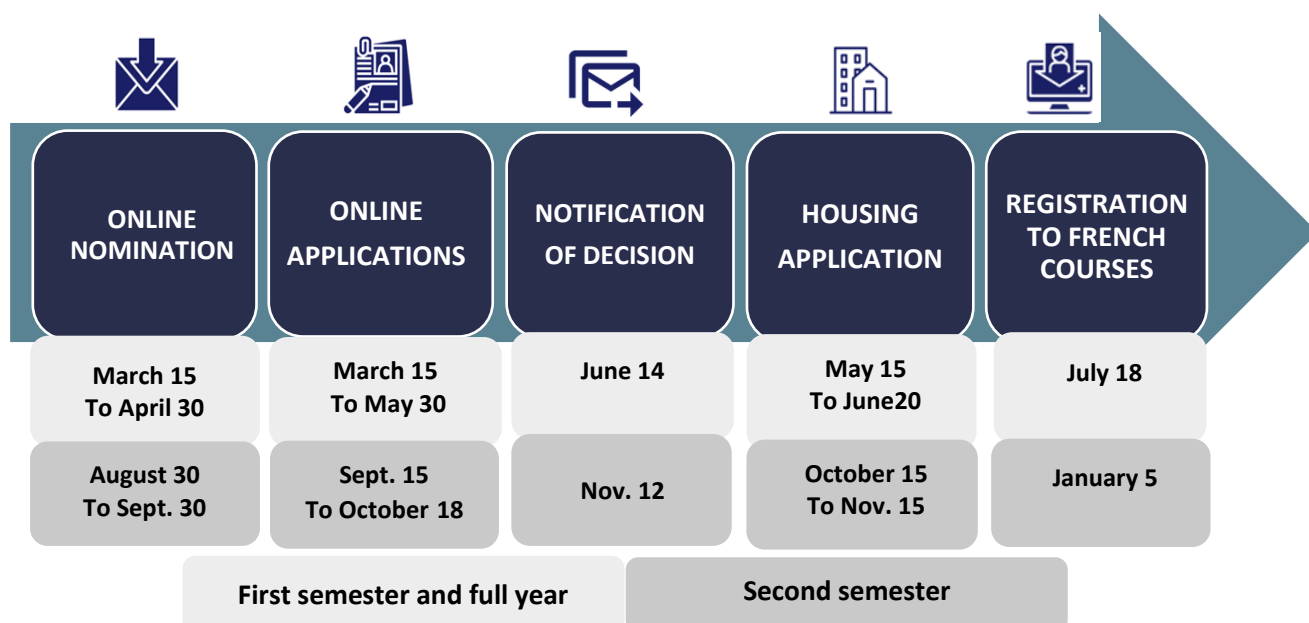 ONLINE
NOMINATION
ONLINE
APPLICATIONS
NOTIFICATION
OF DECISION
HOUSING
APPLICATION
REGISTRATION
TO FRENCH
COURSES
March 15
To April 30
March 15
To May 30
June 14
May 15
To June20
July 18
August 30
To Sept. 30
Sept. 15
To October 18
Nov. 12
October 15
To Nov. 15
January 5
First semester and full year
Second semester